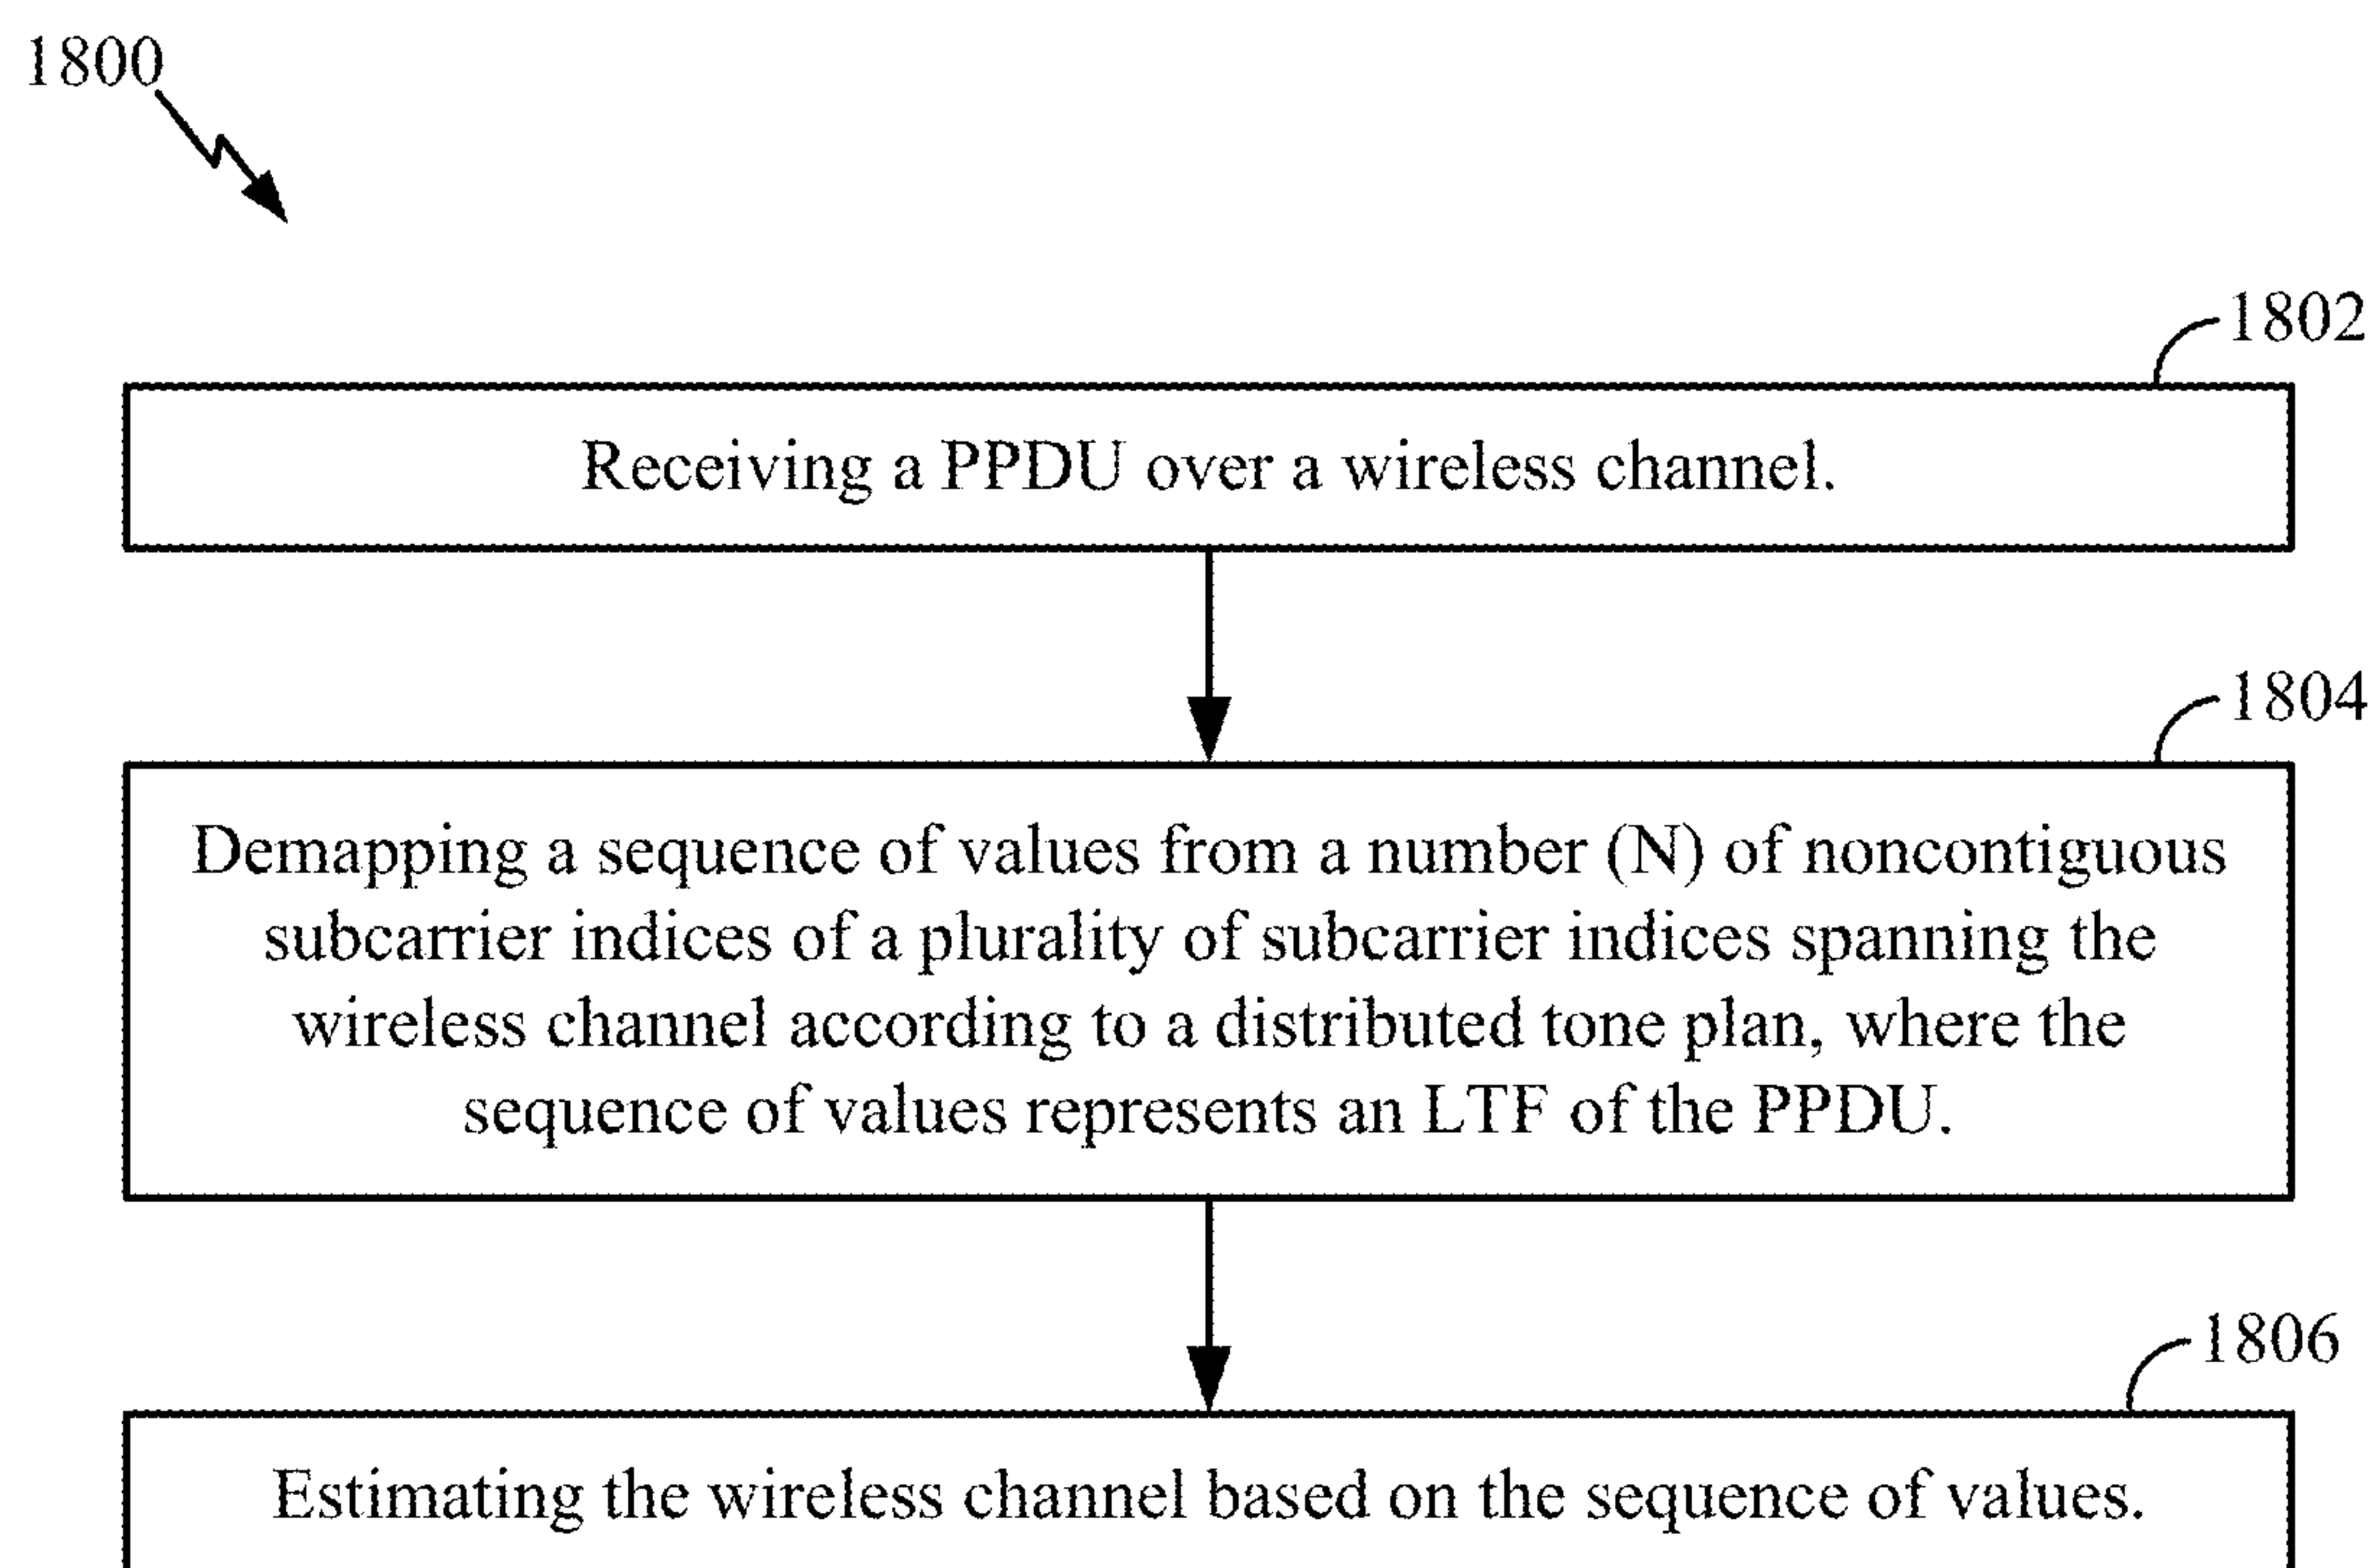 1800
1802
Receiving a PPDU over a wireless channel.
1804
Demapping a sequence of values from a number (N) of noncontiguous
subcarrier indices of a plurality of subcarrier indices spanning the
wireless channel according to a distributed tone plan, where the
sequence of values represents an LTF of the PPDU.
1806
Estimating the wireless channel based on the sequence of values.